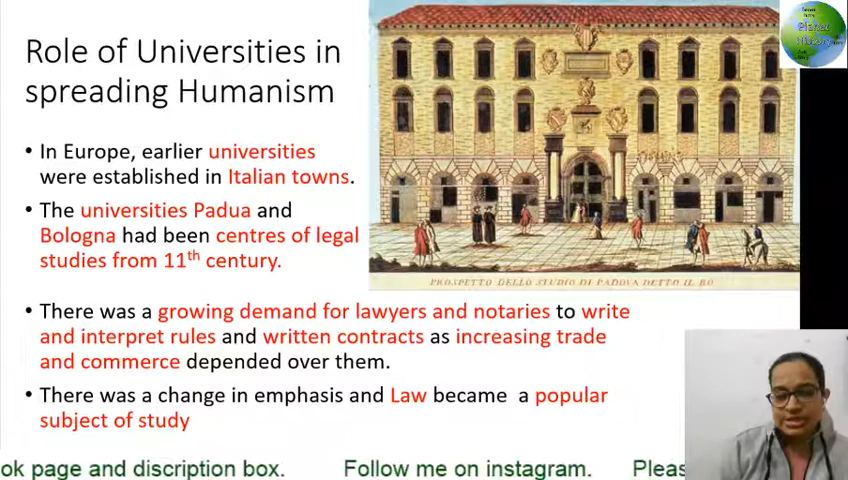 Role of Universities in
spreading Humanism
• In Europe, earlier universities
were established in Italian towns.
• The universities Padua and
Bologna had been centres of legal
studies from 11th century.
• There was a growing demand for lawyers and notaries to write
and interpret rules and written contracts as increasing trade
and commerce depended over them.
• There was a change in emphasis and Law became a popular
subject of study
PROSPETTO DELLO STUDIO DI PADOVA DETTO IL BO
Planet
History
ok page and discription box. Follow me on instagram. Pleas